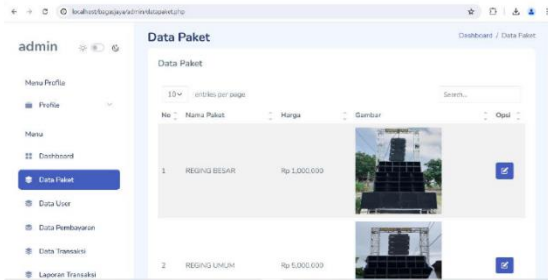 localhost/bogasjaya/admin/datapaket.php
admin
Data Paket
Dashboard / Data Paket
Data Paket
Menu Profile
10 entries per page
Search...
Profile
No Nama Paket Harga Gambar Opsi
Menu
Dashboard
1 REGING BESAR Rp 1,000,000
Data Paket
Data User
Data Pembayaran
Data Transaksi
2 REGING UMUM Rp 5,000,000
Laporan Transaksi